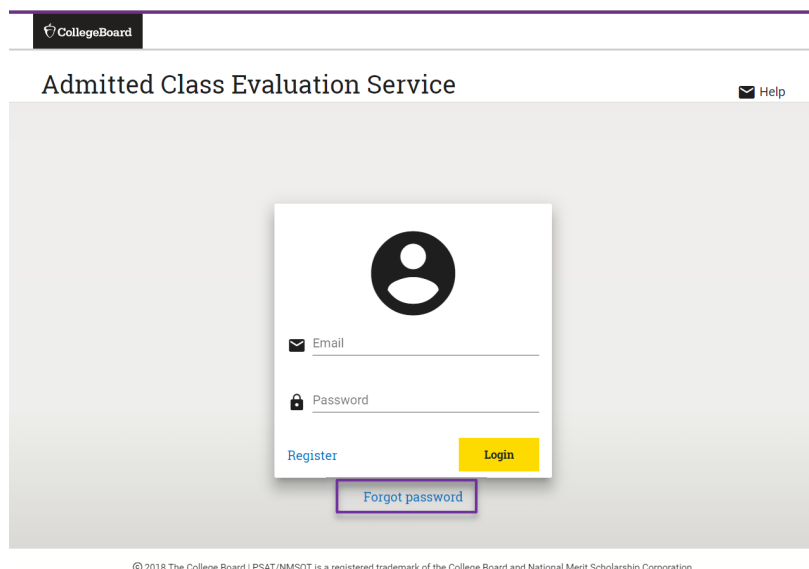 CollegeBoard
Admitted Class Evaluation Service
Help
Email
Password
Register
Login
Forgot password
© 2018 The College Board | PSAT/NMSQT is a registered trademark of the College Board and National Merit Scholarship Corporation